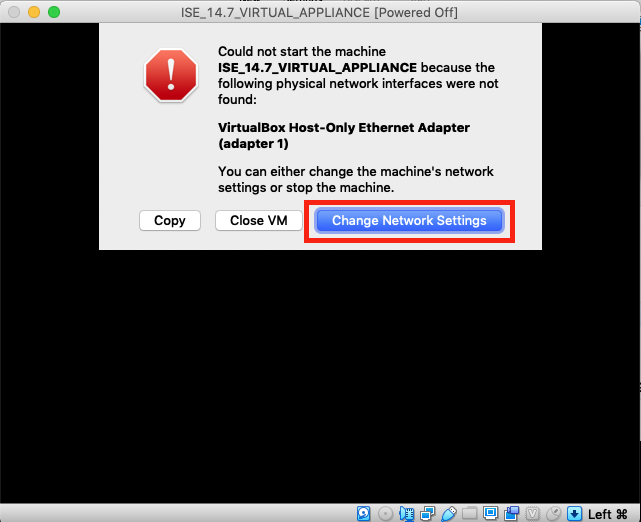 ISE_14.7_VIRTUAL_APPLIANCE [Powered Off]
Could not start the machine
ISE_14.7_VIRTUAL_APPLIANCE because the
following physical network interfaces were not
found:
VirtualBox Host-Only Ethernet Adapter
(adapter 1)
You can either change the machine's network
settings or stop the machine.
Copy Close VM Change Network Settings
Left ⌘